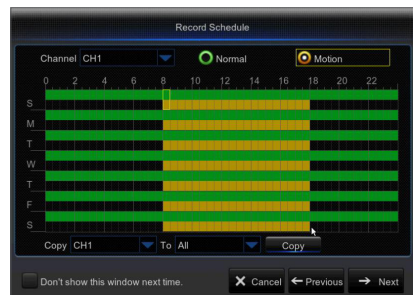 Record Schedule
Channel CH1 Normal Motion
0 2 4 6 8 10 12 14 16 18 20 22
S
M
T
W
T
F
S
Copy CH1 To All Copy
Don't show this window next time. Cancel Previous Next